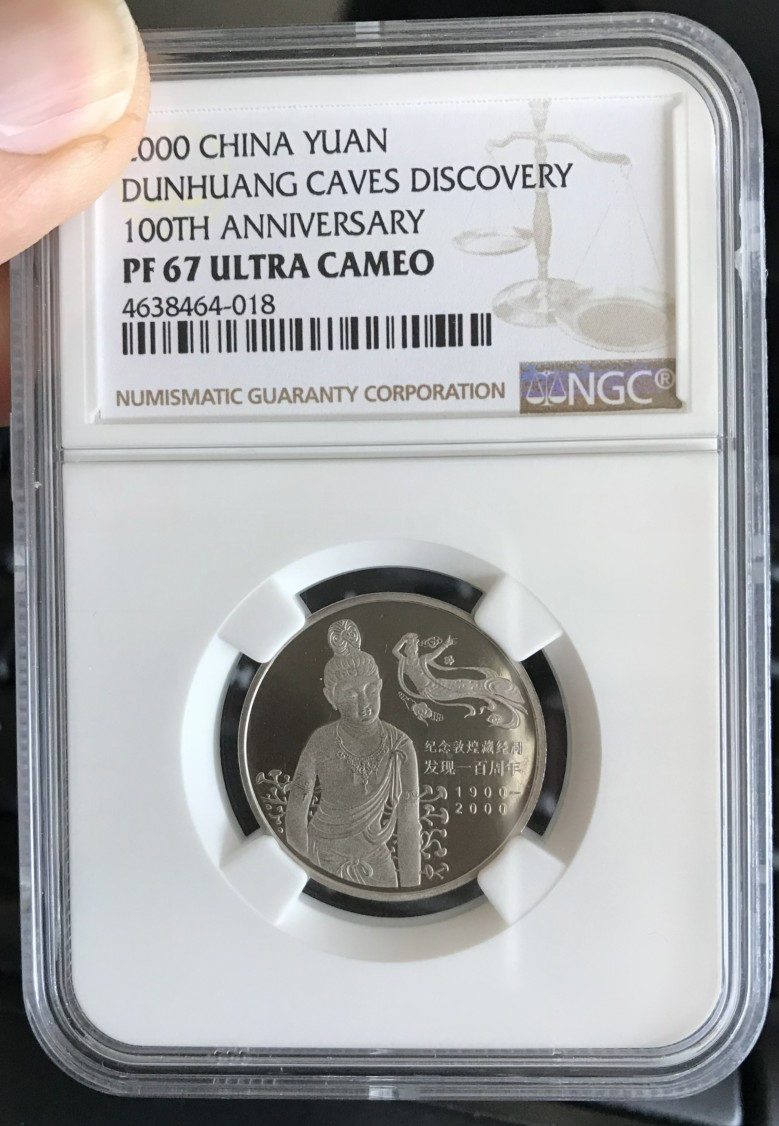 2000 CHINA YUAN
DUNHUANG CAVES DISCOVERY
100TH ANNIVERSARY
PF 67 ULTRA CAMEO
4638464-018
NUMISMATIC GUARANTY CORPORATION
NGC®
纪念敦煌藏经洞
发现一百周年
1900-
2000